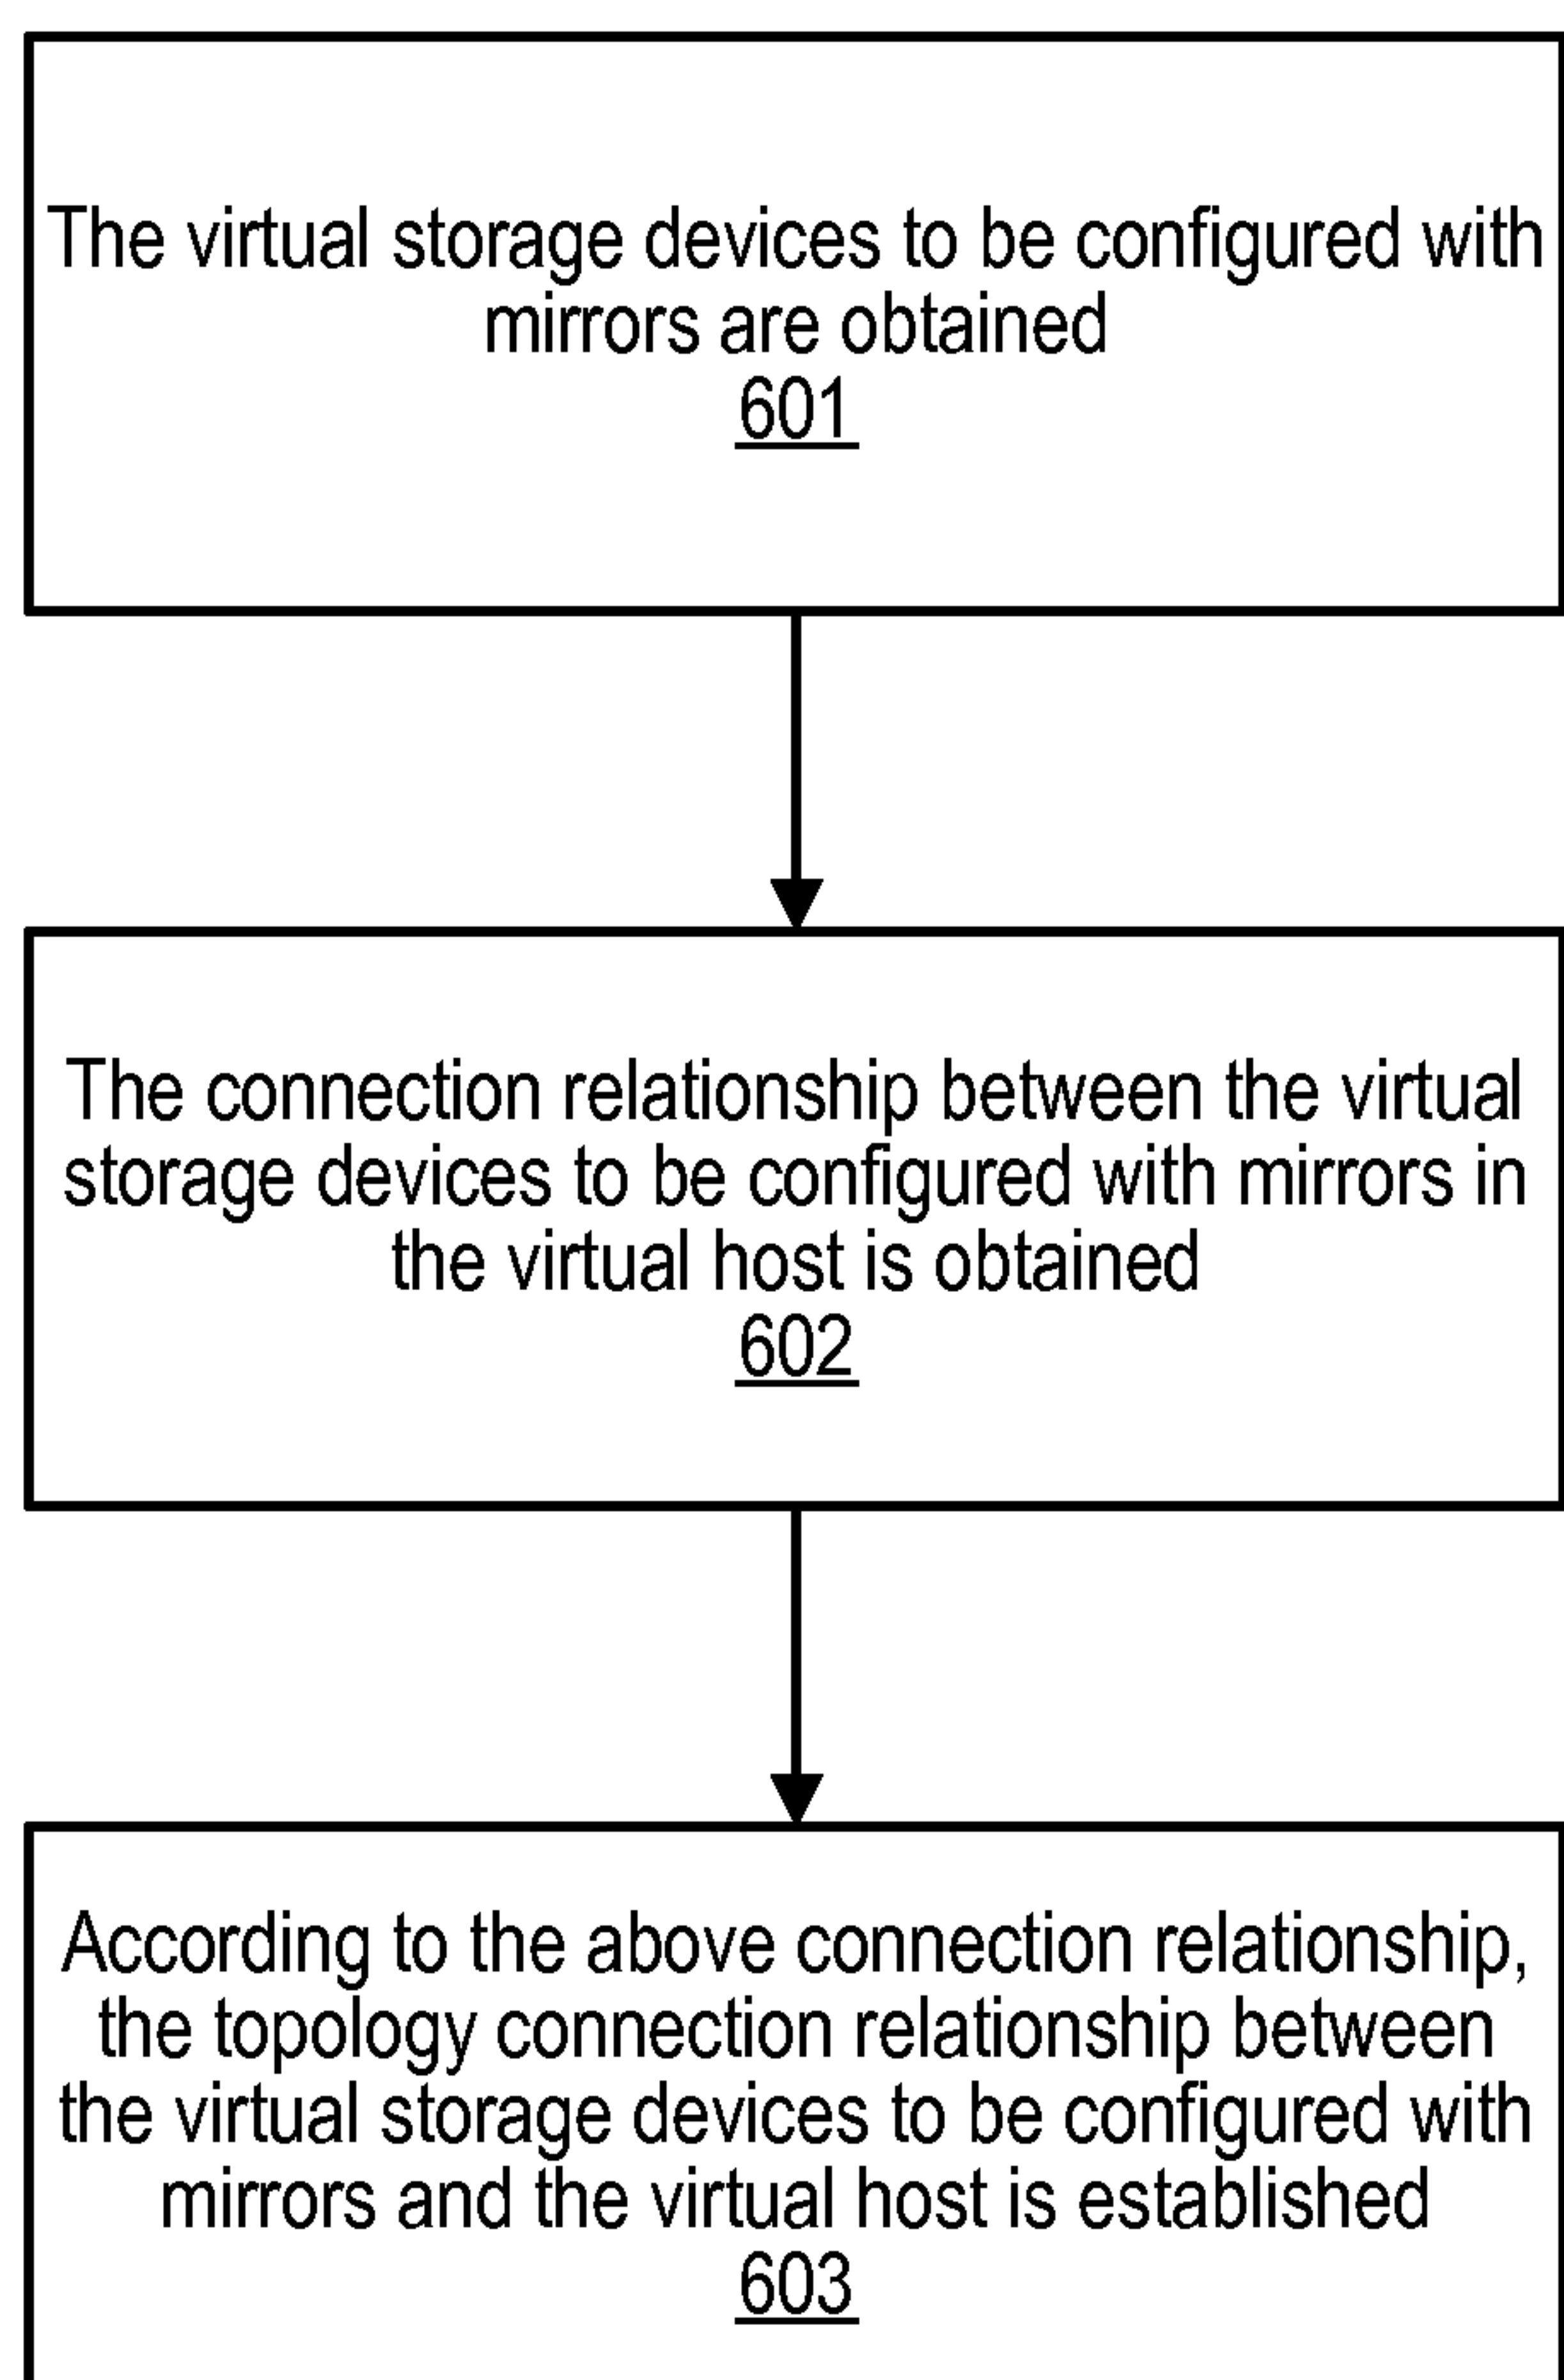 The virtual storage devices to be configured with
mirrors are obtained
601
The connection relationship between the virtual
storage devices to be configured with mirrors in
the virtual host is obtained
602
According to the above connection relationship,
the topology connection relationship between
the virtual storage devices to be configured with
mirrors and the virtual host is established
603